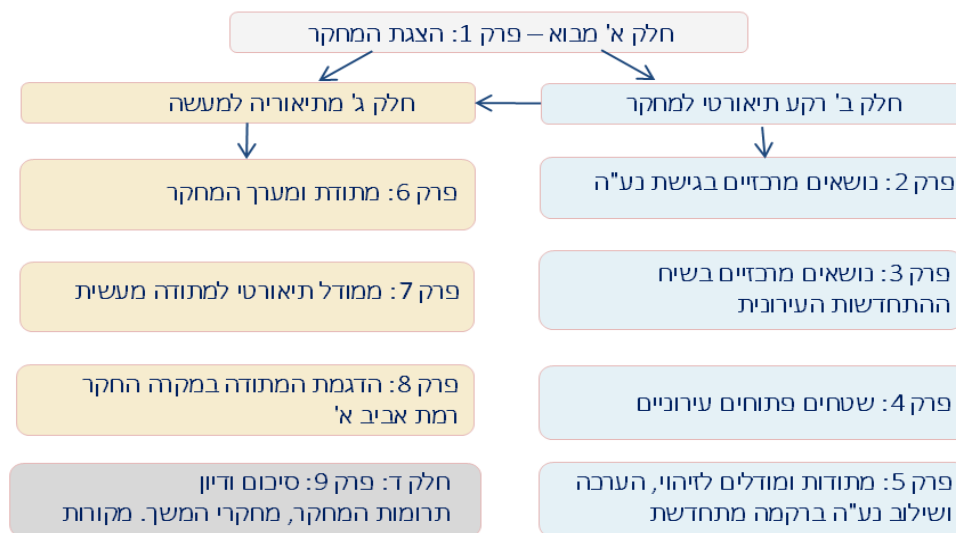 חלק א' מבוא – פרק 1: הצגת המחקר
חלק ב' רקע תיאורטי למחקר
חלק ג' מתיאוריה למעשה
פרק 2: נושאים מרכזיים בגישת נע"ה
פרק 6: מתודת ומערך המחקר
פרק 3: נושאים מרכזיים בשיח
ההתחדשות העירונית
פרק 7: ממודל תיאורטי למתודה מעשית
פרק 4: שטחים פתוחים עירוניים
פרק 8: הדגמת המתודה במקרה החקר
רמת אביב א'
פרק 5: מתודות ומודלים לזיהוי, הערכה
ושילוב נע"ה ברקמה מתחדשת
חלק ד: פרק 9: סיכום ודיון
תרומות המחקר, מחקרי המשך. מקורות